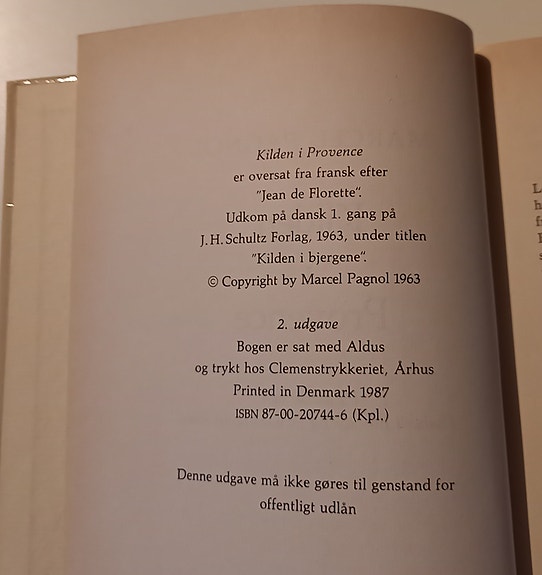 Kilden i Provence
er oversat fra fransk efter
"Jean de Florette".
Udkom på dansk 1. gang på
J.H. Schultz Forlag, 1963, under titlen
"Kilden i bjergene".
© Copyright by Marcel Pagnol 1963
2. udgave
Bogen er sat med Aldus
og trykt hos Clemenstrykkeriet, Århus
Printed in Denmark 1987
ISBN 87-00-20744-6 (Kpl.)
Denne udgave må ikke gøres til genstand for
offentligt udlån